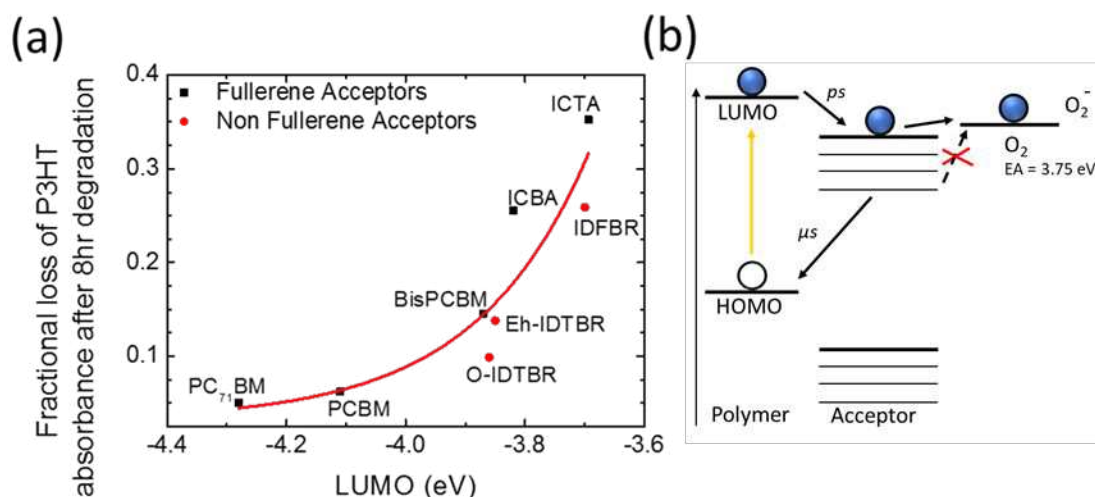 (a)
Fractional loss of P3HT
absorbance after 8hr degradation
0.4
0.3
0.2
0.1
Fullerene Acceptors
Non Fullerene Acceptors
ICTA
ICBA
IDFBR
BisPCBM
Eh-IDTBR
O-IDTBR
PC₇₁BM
PCBM
-4.4 -4.2 -4.0 -3.8 -3.6
LUMO (eV)
(b)
LUMO
ps
O₂⁻
O₂
EA = 3.75 eV
μs
HOMO
Polymer
Acceptor